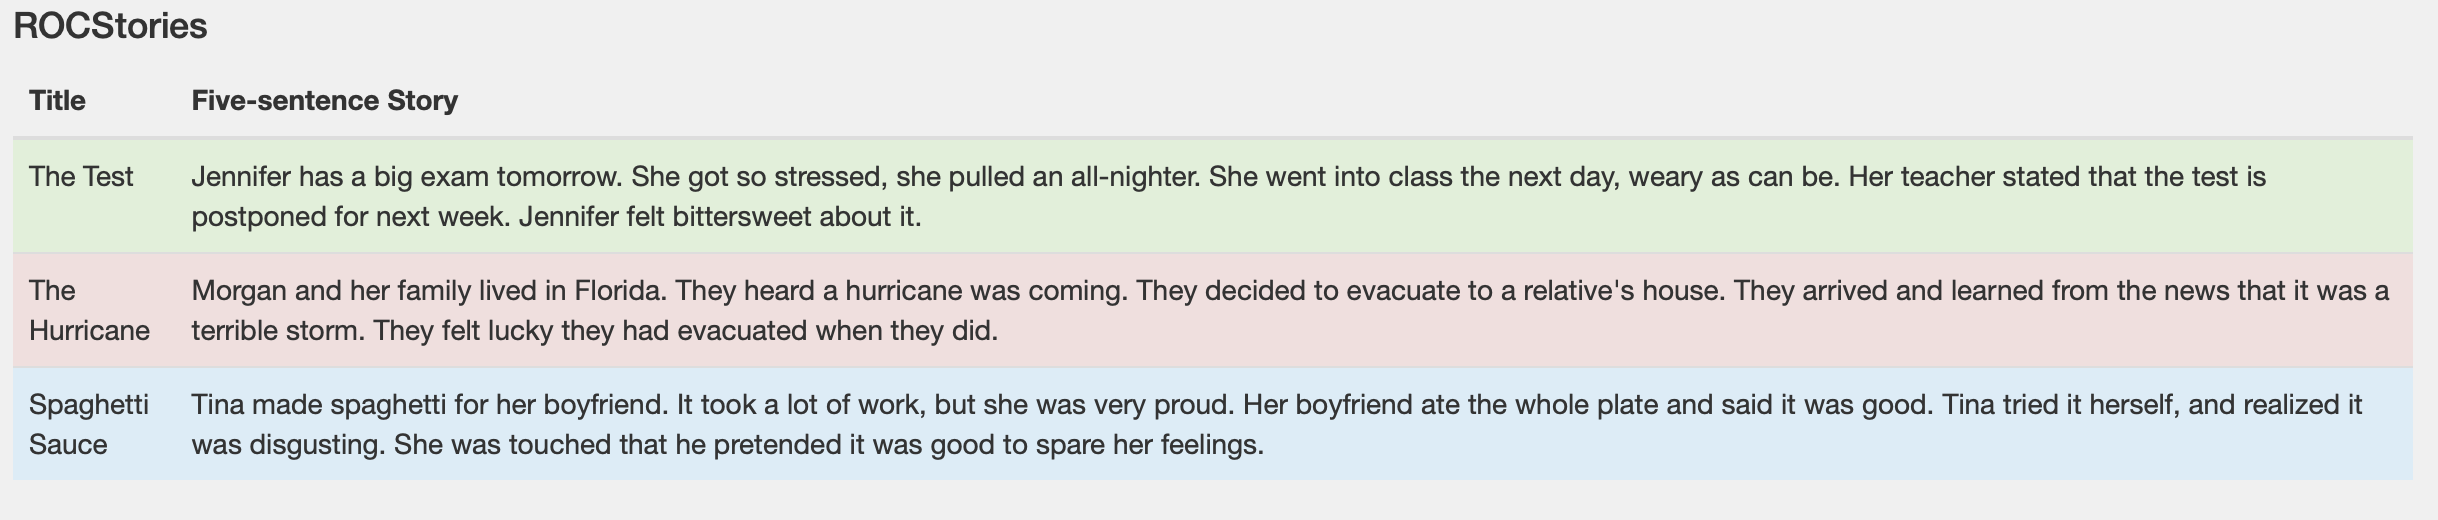 ROCStories
Title Five-sentence Story
The Test Jennifer has a big exam tomorrow. She got so stressed, she pulled an all-nighter. She went into class the next day, weary as can be. Her teacher stated that the test is
postponed for next week. Jennifer felt bittersweet about it.
The Morgan and her family lived in Florida. They heard a hurricane was coming. They decided to evacuate to a relative's house. They arrived and learned from the news that it was a
Hurricane terrible storm. They felt lucky they had evacuated when they did.
Spaghetti Tina made spaghetti for her boyfriend. It took a lot of work, but she was very proud. Her boyfriend ate the whole plate and said it was good. Tina tried it herself, and realized it
Sauce was disgusting. She was touched that he pretended it was good to spare her feelings.